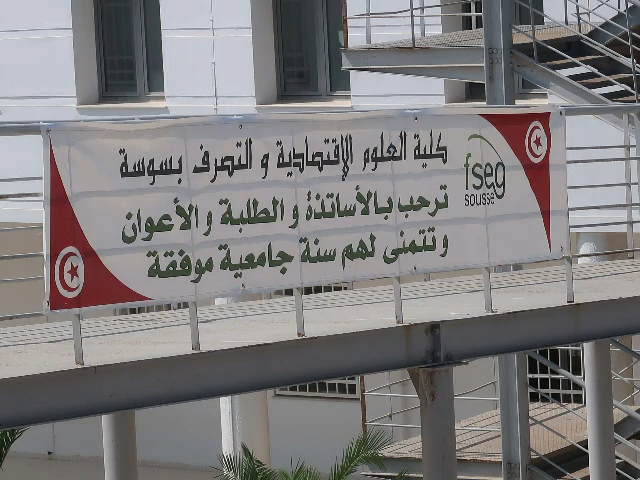 كلية العلوم الإقتصادية و التصرف بسوسة
ترحب بالأساتذة و الطلبة و الأعوان
و تتمنى لهم سنة جامعية موفقة
fseg
sousse